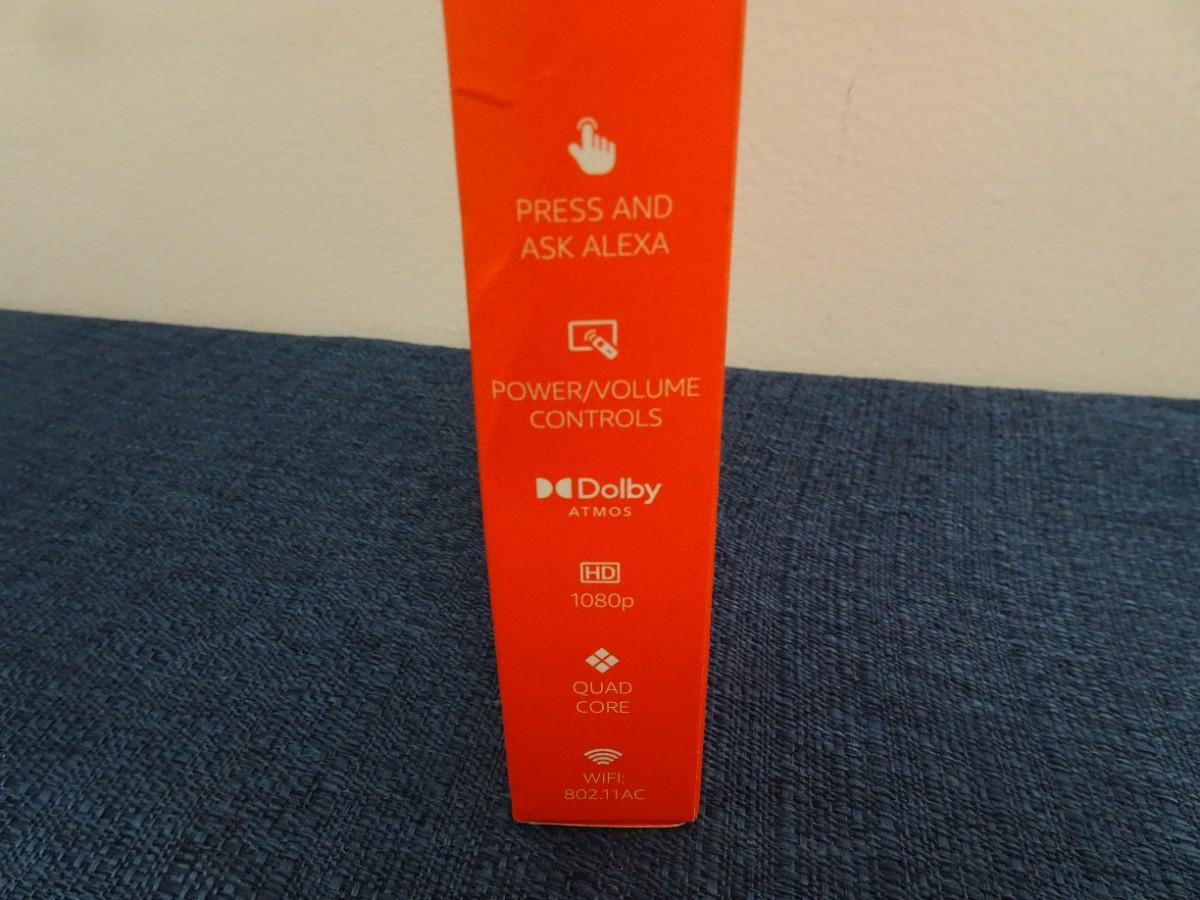 PRESS AND
ASK ALEXA
POWER/VOLUME
CONTROLS
Dolby
ATMOS
HD
1080p
QUAD
CORE
WIFI:
802.11AC